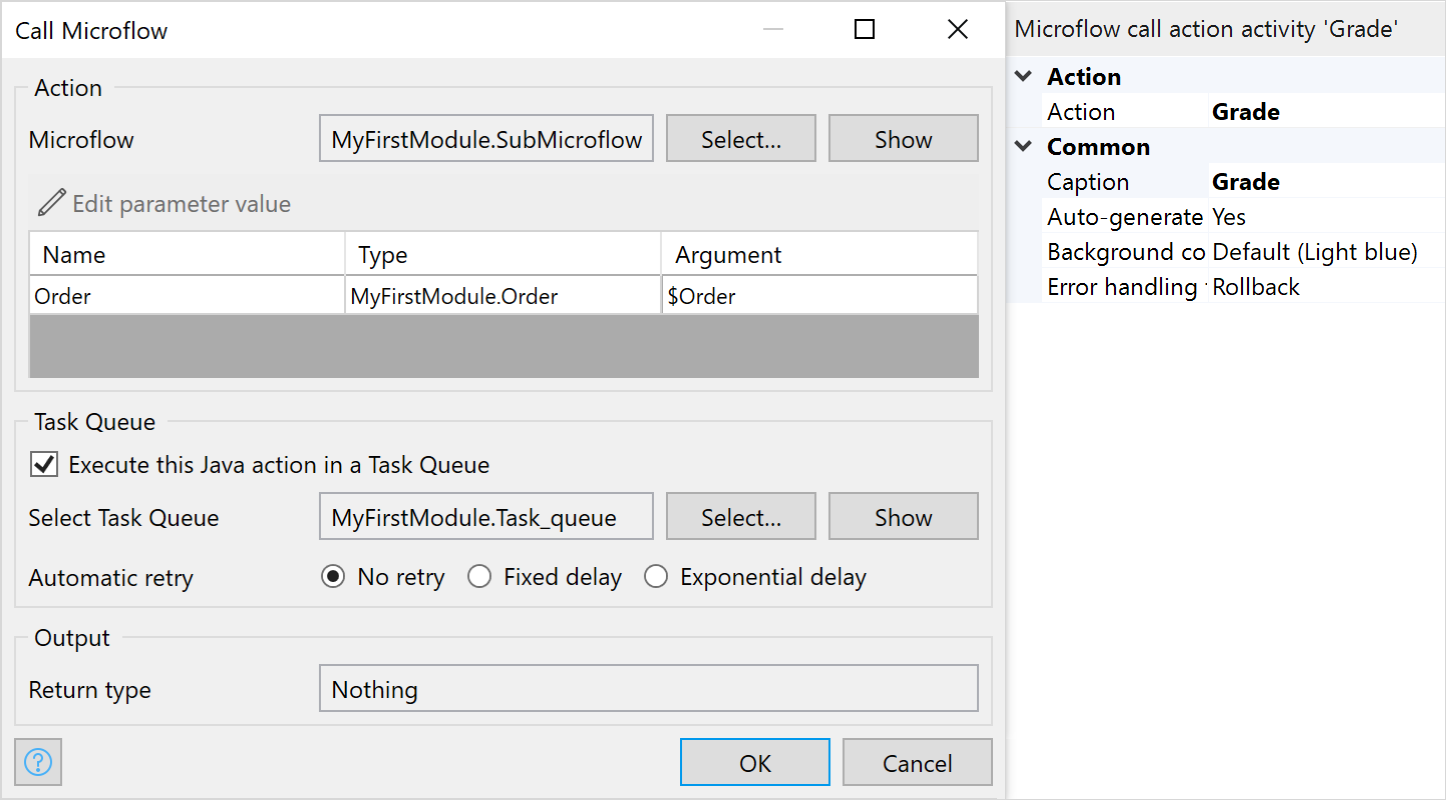 Call Microflow
Action
Microflow MyFirstModule.SubMicroflow Select... Show
Edit parameter value
Name Type Argument
Order MyFirstModule.Order $Order
Task Queue
Execute this Java action in a Task Queue
Select Task Queue MyFirstModule.Task_queue Select... Show
Automatic retry No retry Fixed delay Exponential delay
Output
Return type Nothing
? OK Cancel
Microflow call action activity 'Grade'
Action
Action Grade
Common
Caption Grade
Auto-generate Yes
Background co Default (Light blue)
Error handling Rollback